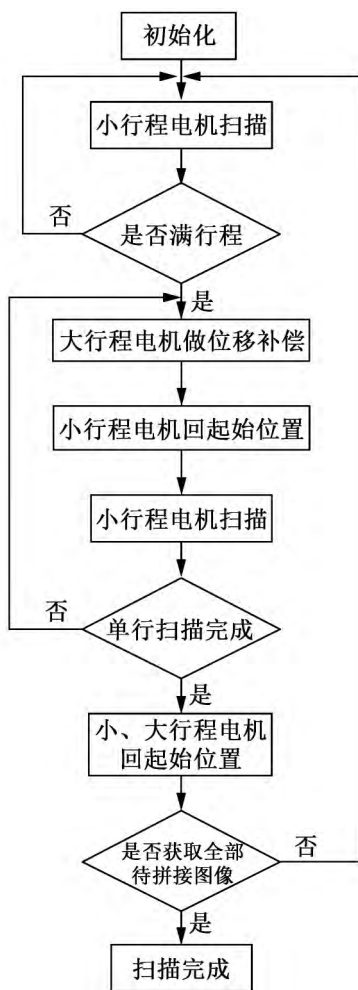 初始化
小行程电机扫描
否
是否满行程
是
大行程电机做位移补偿
小行程电机回起始位置
小行程电机扫描
否
单行扫描完成
是
小、大行程电机
回起始位置
是否获取全部
待拼接图像
否
是
扫描完成